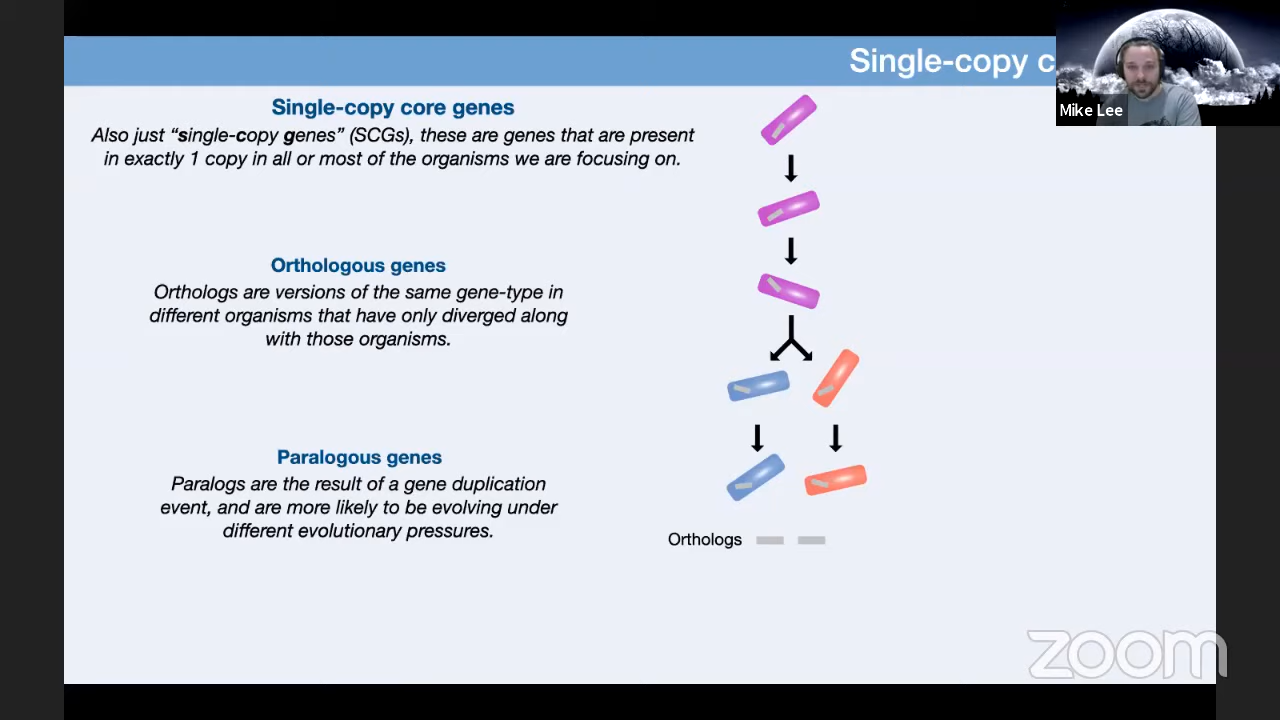 Single-copy c
Mike Lee
Single-copy core genes
Also just “single-copy genes” (SCGs), these are genes that are present
in exactly 1 copy in all or most of the organisms we are focusing on.
Orthologous genes
Orthologs are versions of the same gene-type in
different organisms that have only diverged along
with those organisms.
Paralogous genes
Paralogs are the result of a gene duplication
event, and are more likely to be evolving under
different evolutionary pressures.
Orthologs
zoom